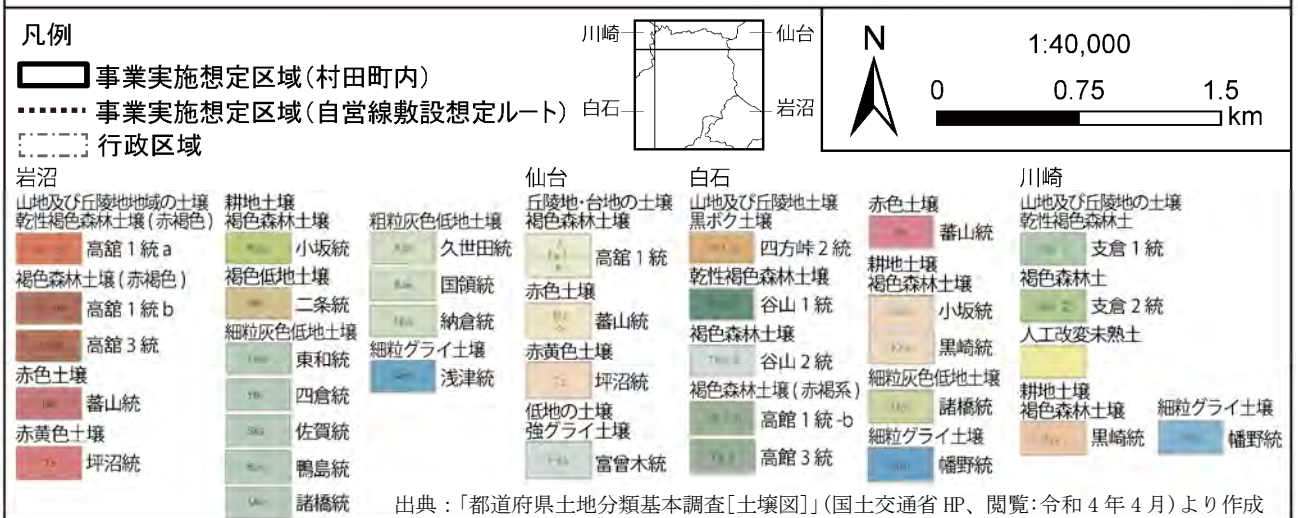 凡例
事業実施想定区域(村田町内)
事業実施想定区域(自営線敷設想定ルート)
行政区域
川崎
仙台
白石
岩沼
N
1:40,000
0 0.75 1.5
km
岩沼
山地及び丘陵地地域の土壌
乾性褐色森林土壌(赤褐色)
高舘1統a
褐色森林土壌(赤褐色)
高舘1統b
高舘3統
赤色土壌
蕃山統
赤黄色土壌
坪沼統
耕地土壌
褐色森林土壌
小坂統
褐色低地土壌
二条統
細粒灰色低地土壌
東和統
四倉統
佐賀統
鴨島統
諸橋統
粗粒灰色低地土壌
久世田統
国領統
納倉統
細粒グライ土壌
浅津統
仙台
丘陵地・台地の土壌
褐色森林土壌
高舘1統
赤色土壌
蕃山統
赤黄色土壌
坪沼統
低地の土壌
強グライ土壌
富曾木統
白石
山地及び丘陵地土壌
黒ボク土壌
四方峠2統
乾性褐色森林土壌
谷山1統
褐色森林土壌
谷山2統
褐色森林土壌(赤褐系)
高館1統-b
高館3統
赤色土壌
蕃山統
耕地土壌
褐色森林土壌
小坂統
黒崎統
細粒灰色低地土壌
諸橋統
細粒グライ土壌
幡野統
川崎
山地及び丘陵地の土壌
乾性褐色森林土
支倉1統
褐色森林土
支倉2統
人工改変未熟土
耕地土壌
褐色森林土壌
黒崎統
細粒グライ土壌
幡野統
出典:「都道府県土地分類基本調査[土壌図]」(国土交通省HP、閲覧:令和4年4月)より作成